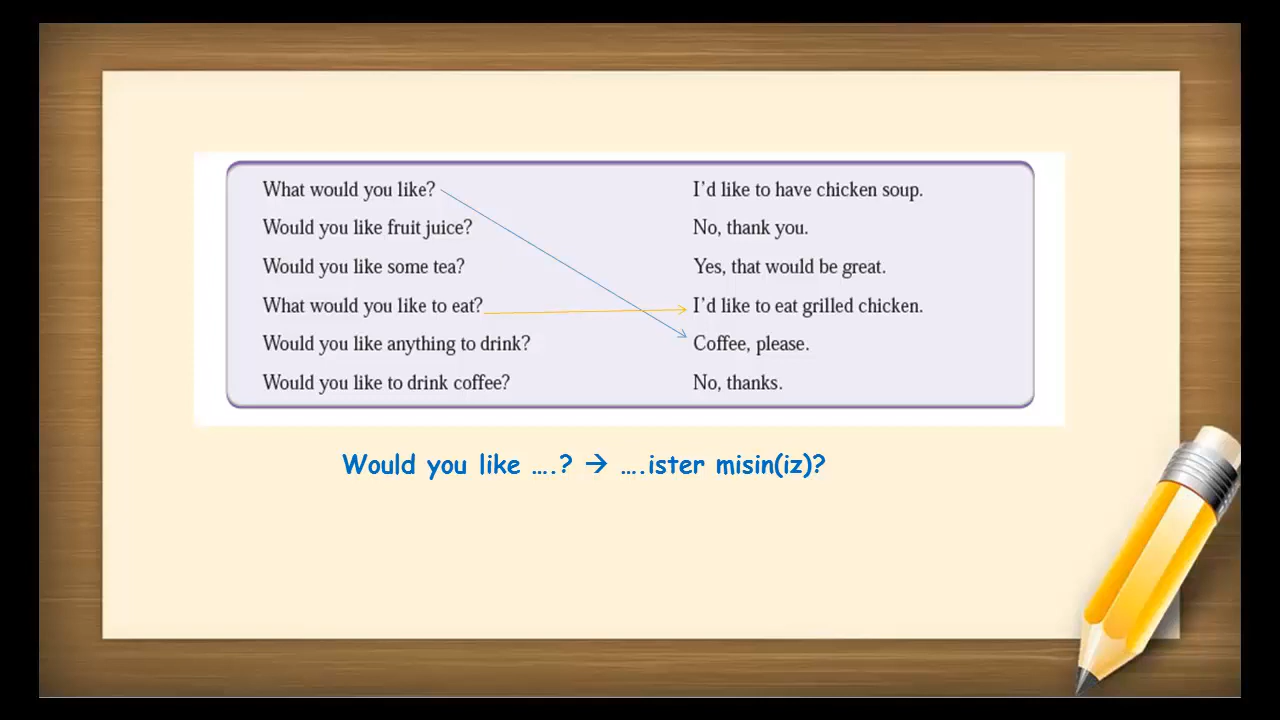 What would you like? I'd like to have chicken soup.
Would you like fruit juice? No, thank you.
Would you like some tea? Yes, that would be great.
What would you like to eat? I'd like to eat grilled chicken.
Would you like anything to drink? Coffee, please.
Would you like to drink coffee? No, thanks.
Would you like ....? → ....ister misin(iz)?